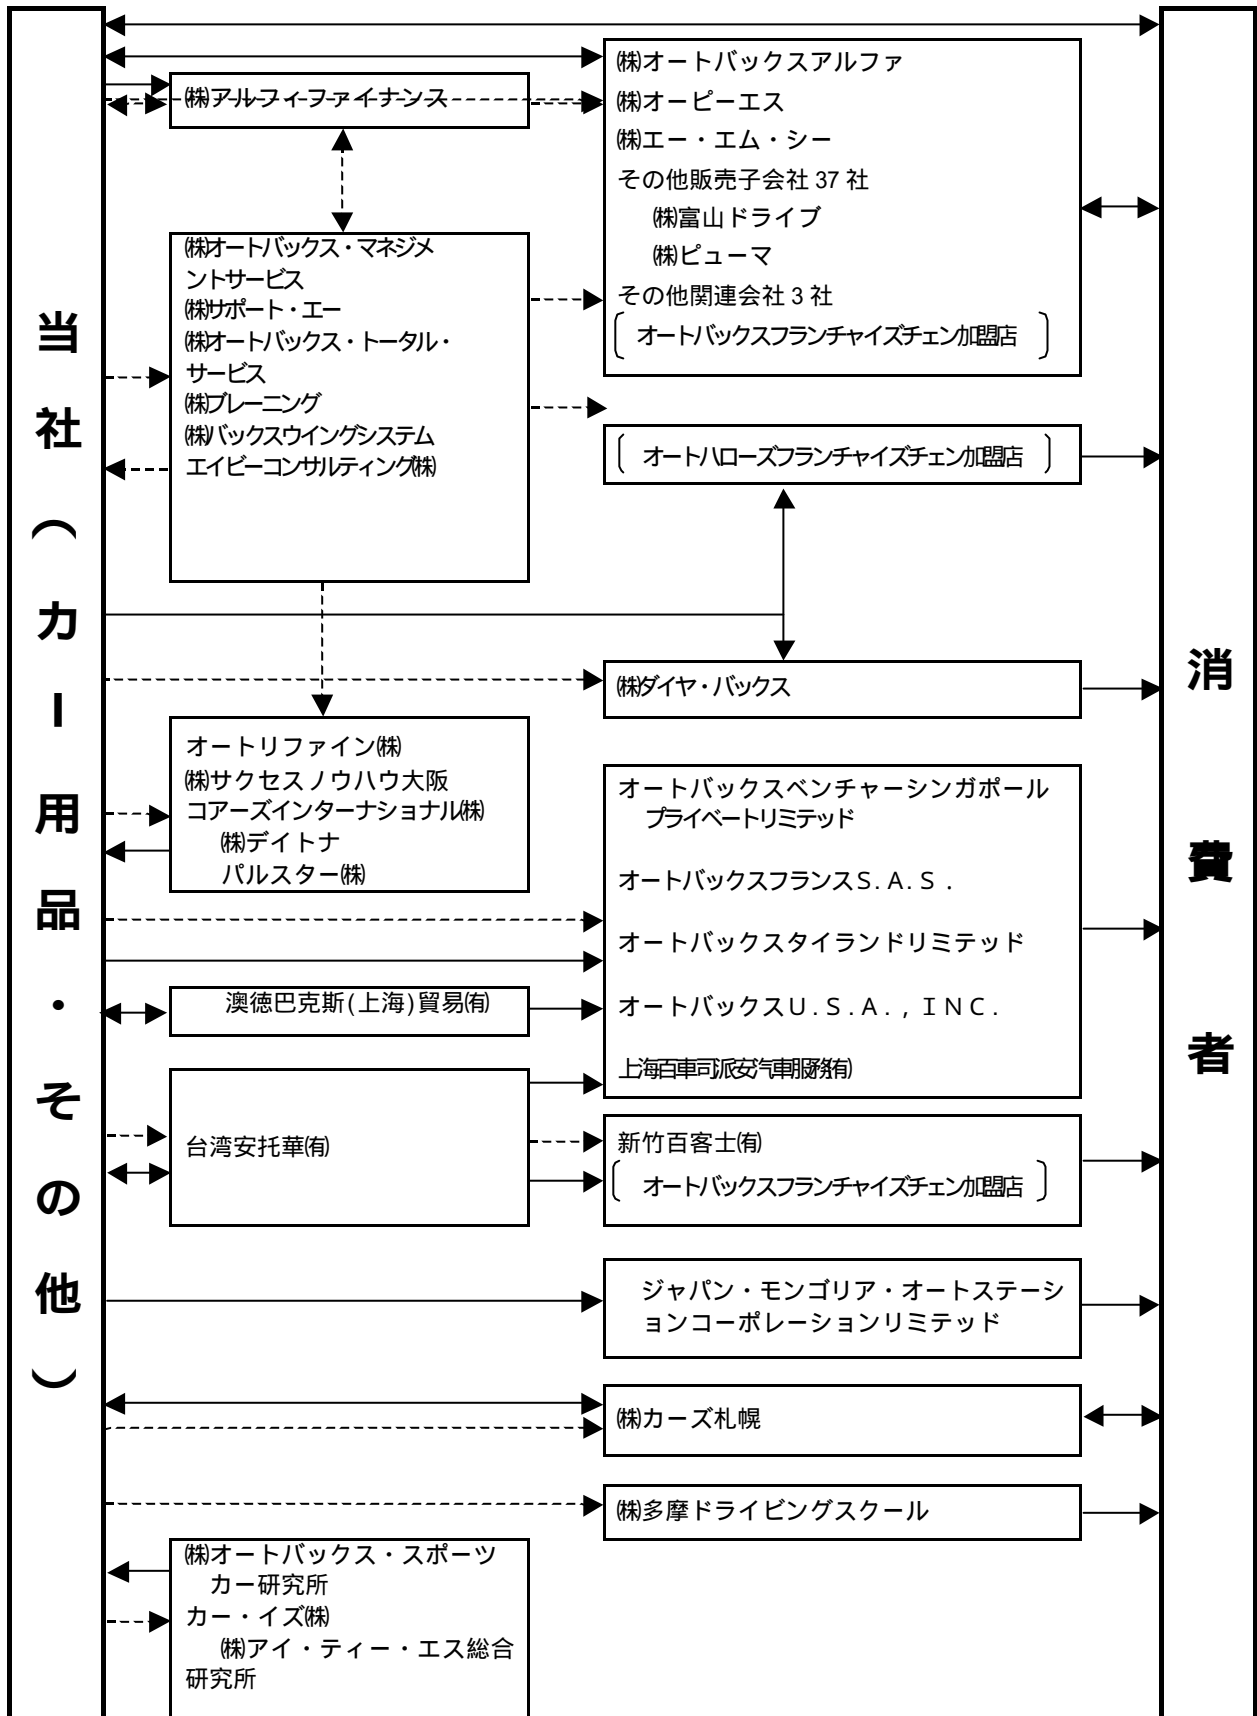 当社（カー用品・その他）
㈱アルフィファイナンス
㈱オートバックス・マネジメ
ントサービス
㈱サポート・エー
㈱オートバックス・トータル・
サービス
㈱ブレーニング
㈱バックスウイングシステム
エイビーコンサルティング㈱
オートリファイン㈱
㈱サクセスノウハウ大阪
コアーズインターナショナル㈱
㈱デイトナ
パルスター㈱
澳徳巴克斯(上海)貿易㈲
台湾安托華㈲
㈱オートバックス・スポーツ
カー研究所
カー・イズ㈱
㈱アイ・ティー・エス総合
研究所
㈱オートバックスアルファ
㈱オーピーエス
㈱エー・エム・シー
その他販売子会社 37 社
㈱富山ドライブ
㈱ピューマ
その他関連会社 3 社
〔オートバックスフランチャイズチェン加盟店〕
〔オートハローズフランチャイズチェン加盟店〕
㈱ダイヤ・バックス
オートバックスベンチャーシンガポール
プライベートリミテッド
オートバックスフランスS.A.S.
オートバックスタイランドリミテッド
オートバックスU.S.A.,INC.
上海百車司派安汽車服務㈲
新竹百客士㈲
〔オートバックスフランチャイズチェン加盟店〕
ジャパン・モンゴリア・オートステーシ
ョンコーポレーションリミテッド
㈱カーズ札幌
㈱多摩ドライビングスクール
消費者